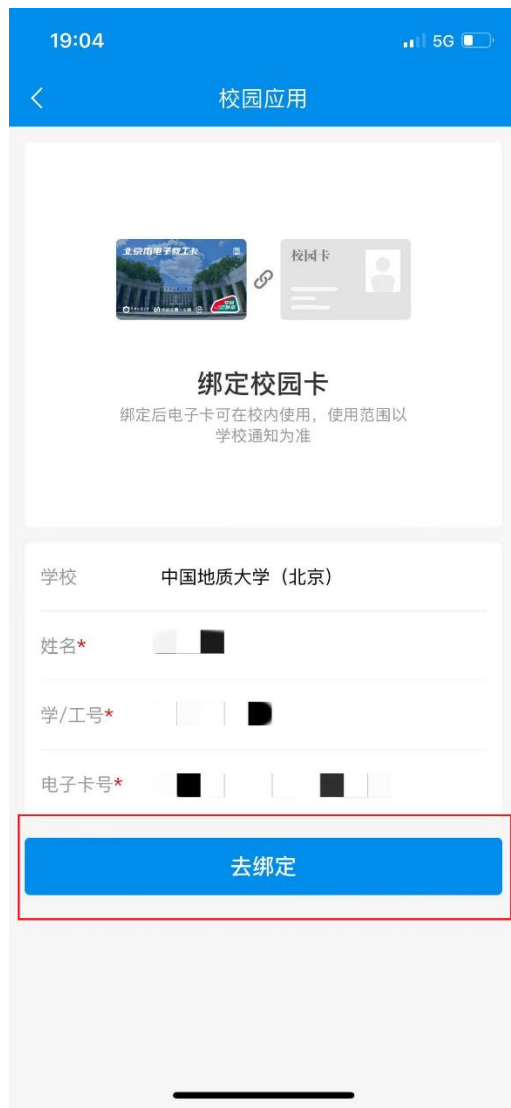 19:04
5G
校园应用
北京市电子教工卡
校园卡
绑定校园卡
绑定后电子卡可在校内使用，使用范围以
学校通知为准
学校 中国地质大学（北京）
姓名*
学/工号*
电子卡号*
去绑定